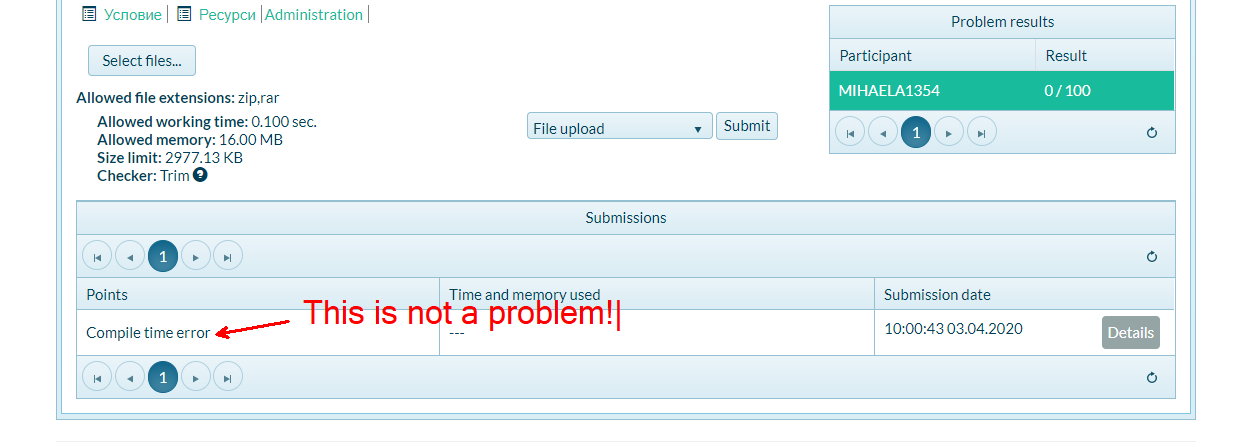 Условие | Ресурси |Administration|
Problem results
Participant Result
MIHAELA1354 0 / 100
1
Select files...
Allowed file extensions: zip,rar
Allowed working time: 0.100 sec.
Allowed memory: 16.00 MB
Size limit: 2977.13 KB
Checker: Trim ?
File upload Submit
Submissions
1
Points Time and memory used Submission date
This is not a problem!|
Compile time error --- 10:00:43 03.04.2020 Details
1